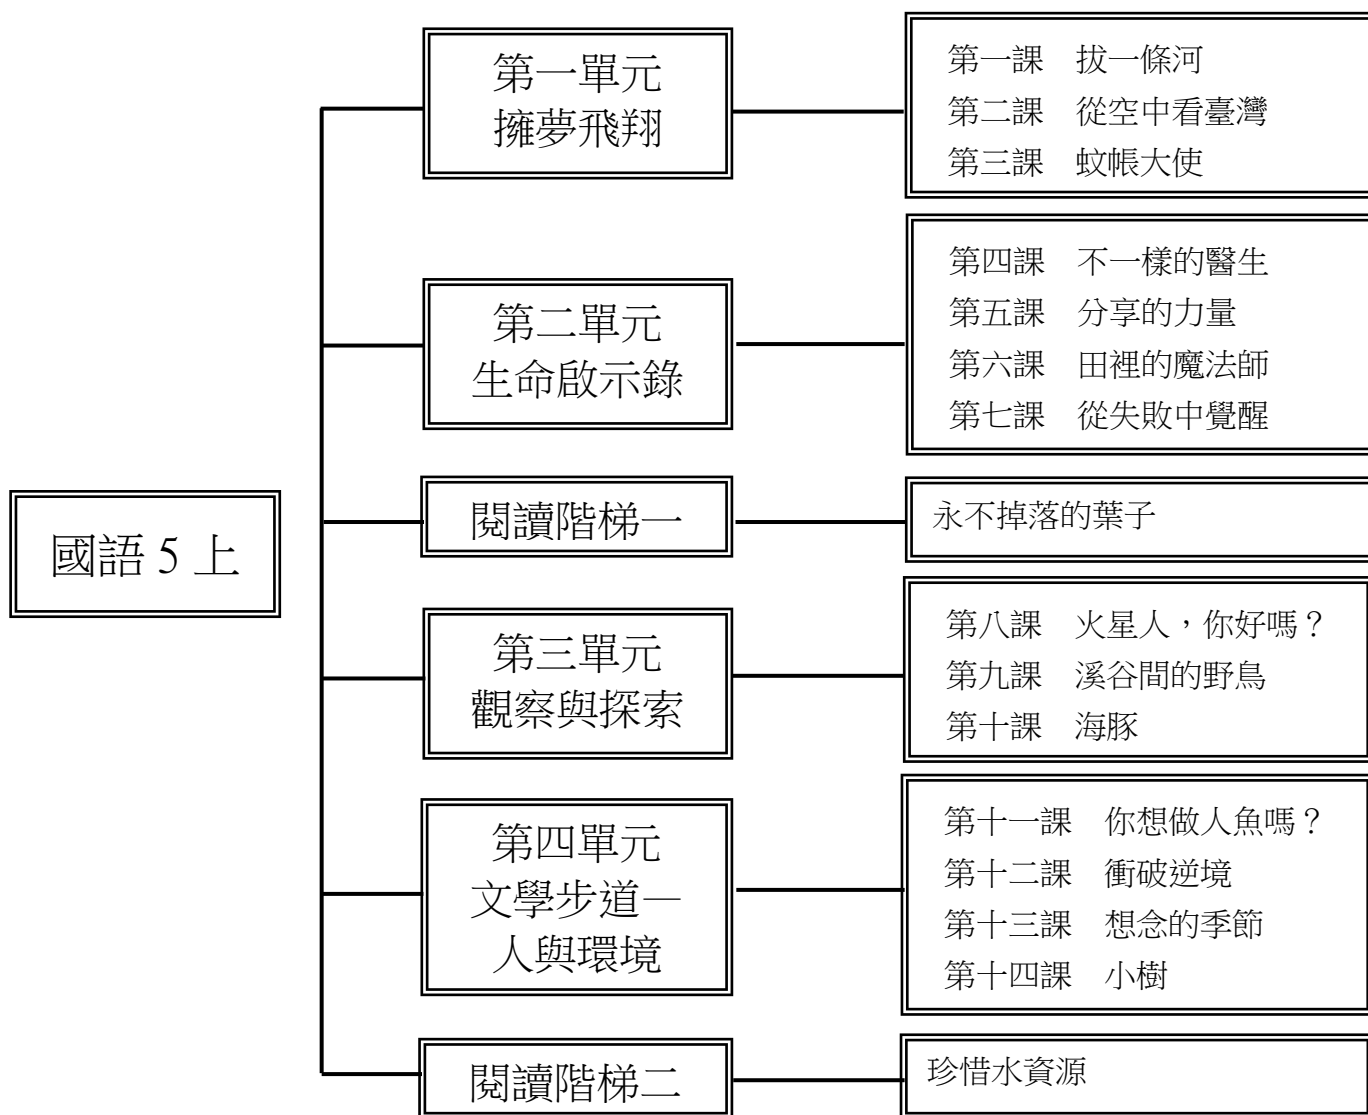 國語 5 上
第一單元
擁夢飛翔
第一課　拔一條河
第二課　從空中看臺灣
第三課　蚊帳大使
第二單元
生命啟示錄
第四課　不一樣的醫生
第五課　分享的力量
第六課　田裡的魔法師
第七課　從失敗中覺醒
閱讀階梯一
永不掉落的葉子
第三單元
觀察與探索
第八課　火星人，你好嗎？
第九課　溪谷間的野鳥
第十課　海豚
第四單元
文學步道—
人與環境
第十一課　你想做人魚嗎？
第十二課　衝破逆境
第十三課　想念的季節
第十四課　小樹
閱讀階梯二
珍惜水資源